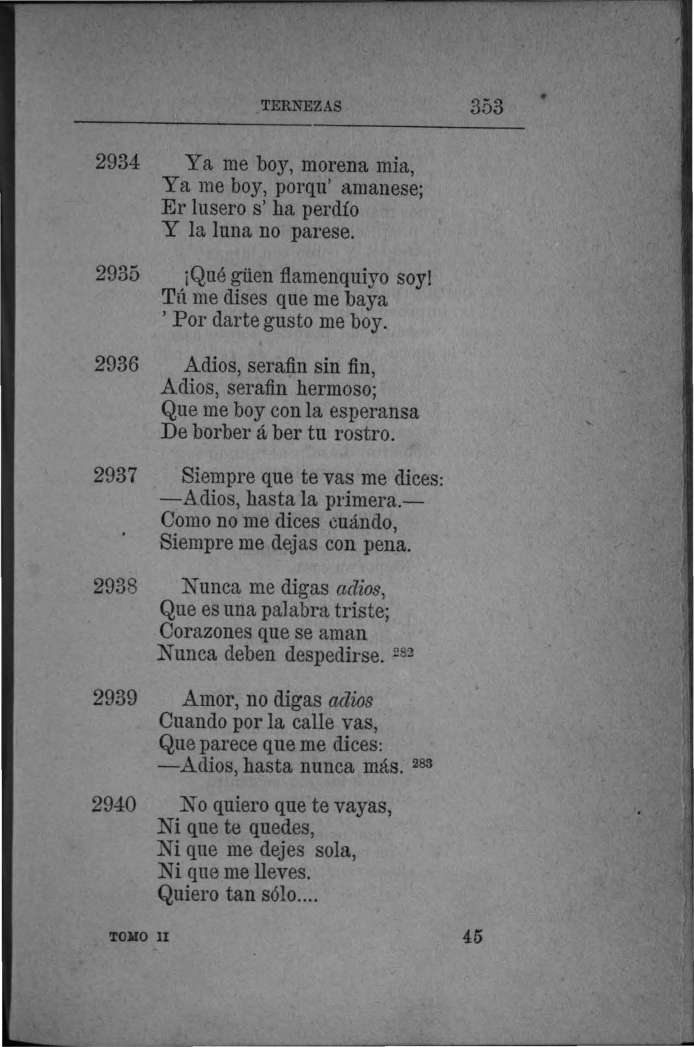 TERNEZAS 353
2934 Ya me boy, morena mia,
Ya me boy, porqu' amanese;
Er lusero s' ha perdío
Y la luna no parese.
2935 ¡Qué güen flamenquiyo soy!
Tú me dises que me baya
' Por darte gusto me boy.
2936 Adios, serafin sin fin,
Adios, serafin hermoso;
Que me boy con la esperansa
De borber á ber tu rostro.
2937 Siempre que te vas me dices:
—Adios, hasta la primera.—
Como no me dices cuándo,
Siempre me dejas con pena.
2938 Nunca me digas adios,
Que es una palabra triste;
Corazones que se aman
Nunca deben despedirse. 282
2939 Amor, no digas adios
Cuando por la calle vas,
Que parece que me dices:
—Adios, hasta nunca más. 283
2940 No quiero que te vayas,
Ni que te quedes,
Ni que me dejes sola,
Ni que me lleves.
Quiero tan sólo....
TOMO II 45